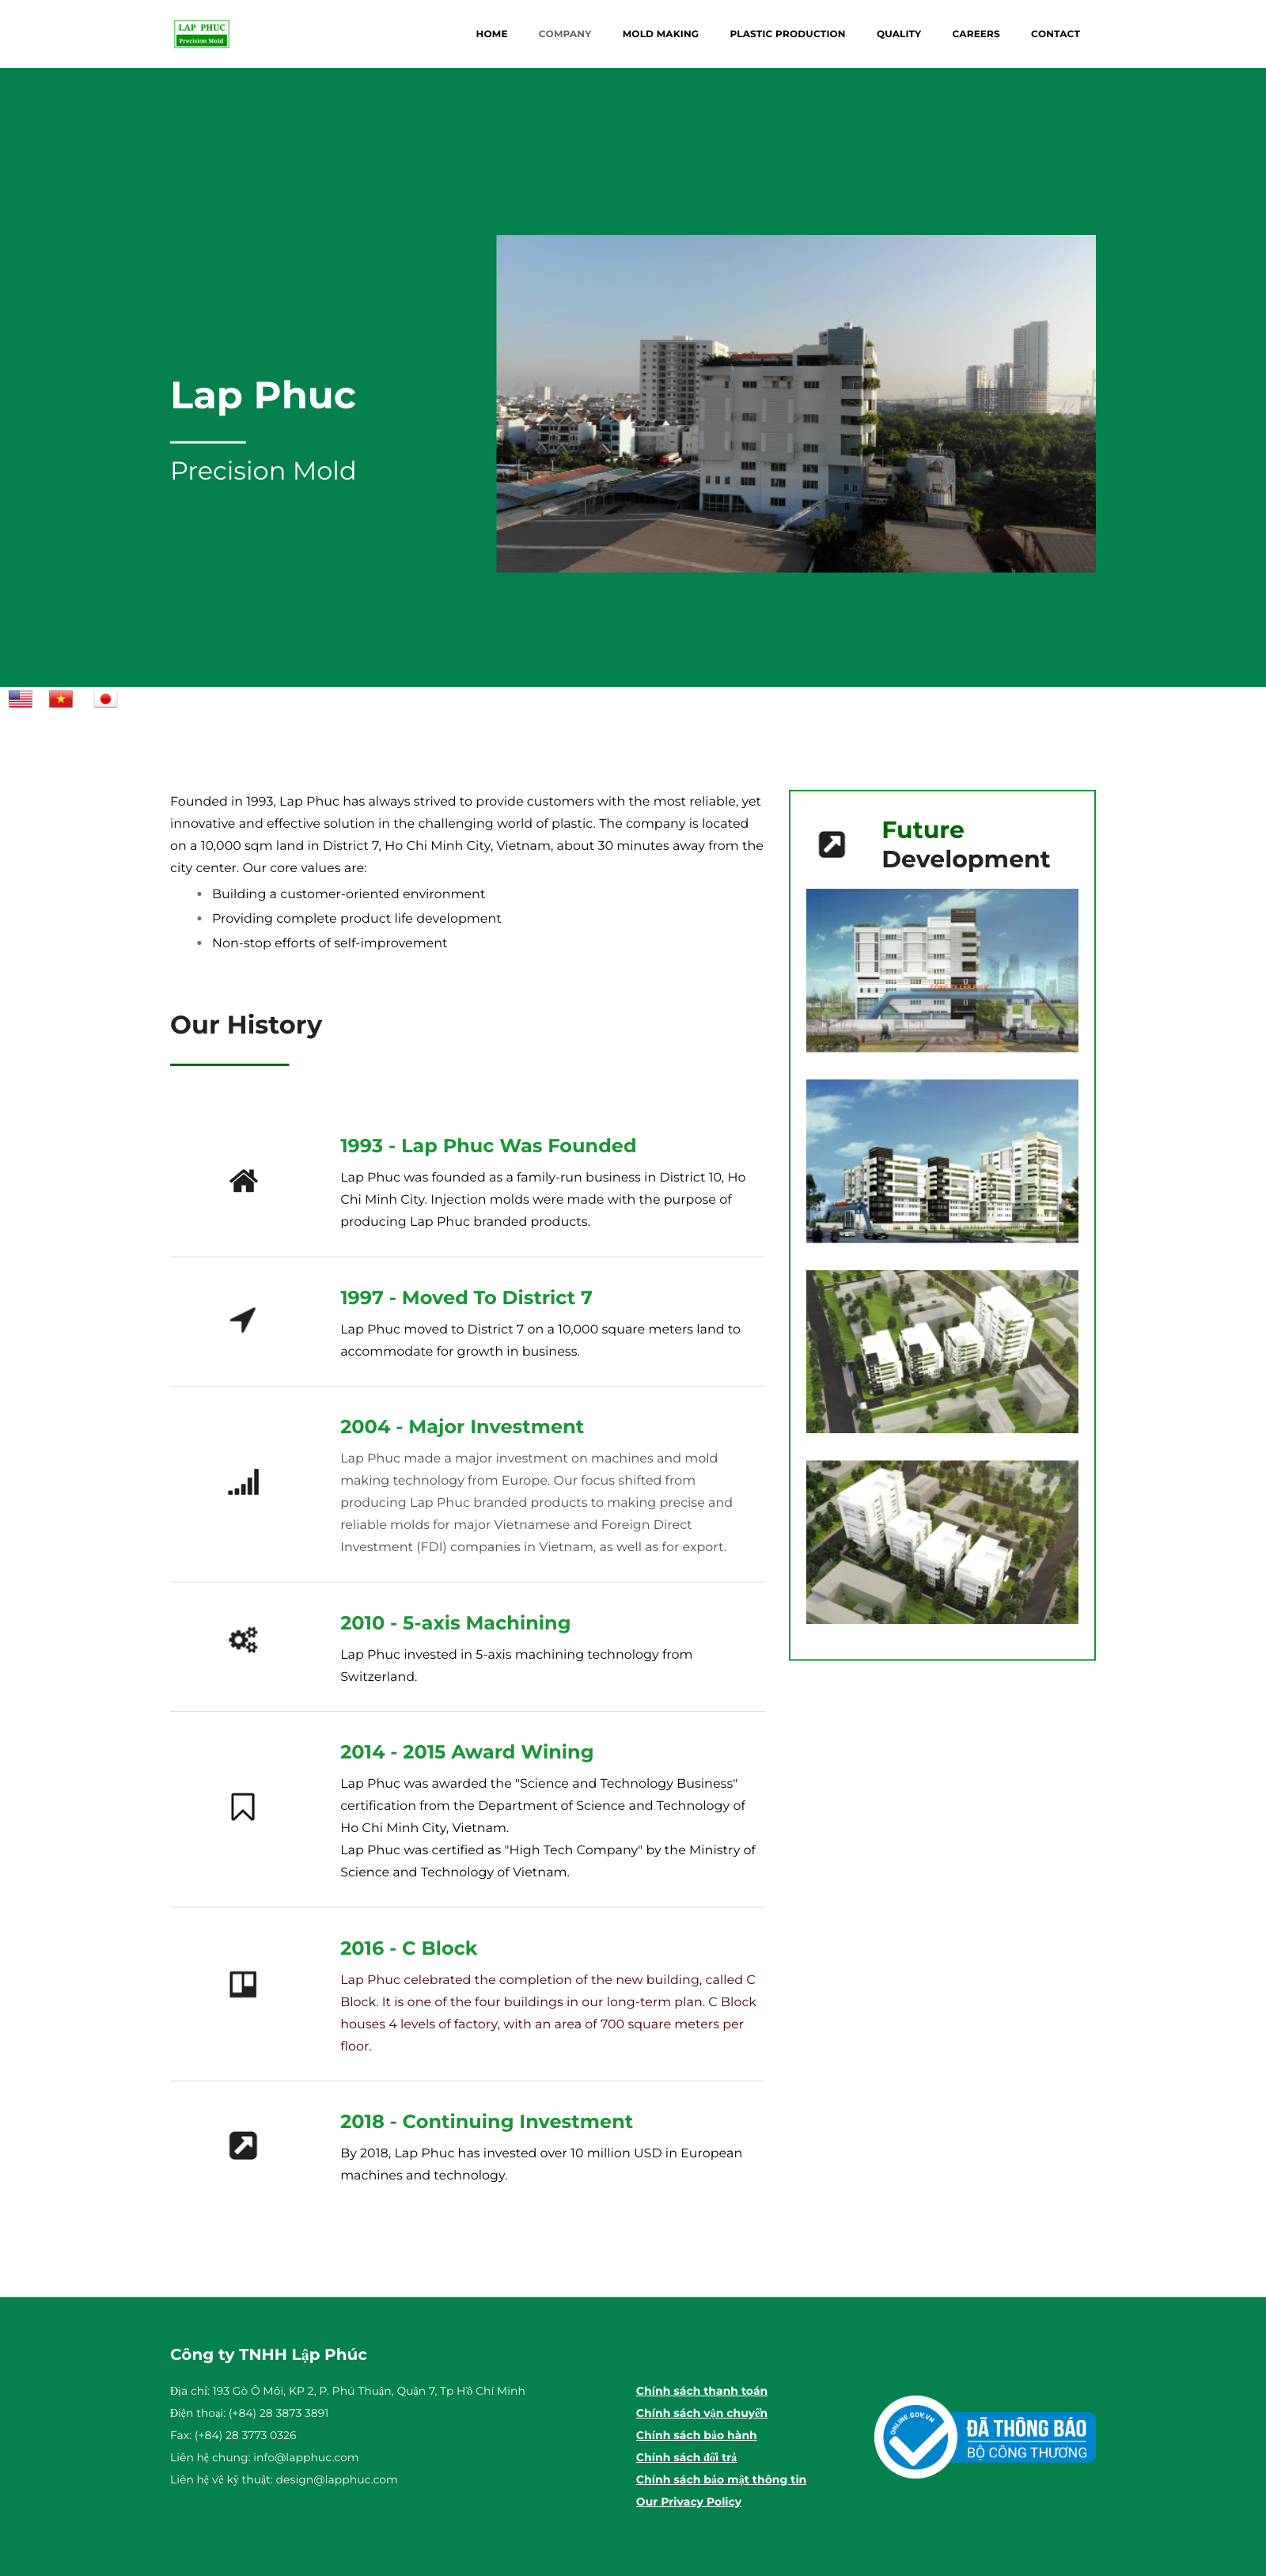 LAP PHUC
Precision Mold
HOME
COMPANY
MOLD MAKING
PLASTIC PRODUCTION
QUALITY
CAREERS
CONTACT
Lap Phuc
Precision Mold
Founded in 1993, Lap Phuc has always strived to provide customers with the most reliable, yet
innovative and effective solution in the challenging world of plastic. The company is located
on a 10,000 sqm land in District 7, Ho Chi Minh City, Vietnam, about 30 minutes away from the
city center. Our core values are:
Building a customer-oriented environment
Providing complete product life development
Non-stop efforts of self-improvement
Our History
1993 - Lap Phuc Was Founded
Lap Phuc was founded as a family-run business in District 10, Ho
Chi Minh City. Injection molds were made with the purpose of
producing Lap Phuc branded products.
1997 - Moved To District 7
Lap Phuc moved to District 7 on a 10,000 square meters land to
accommodate for growth in business.
2004 - Major Investment
Lap Phuc made a major investment on machines and mold
making technology from Europe. Our focus shifted from
producing Lap Phuc branded products to making precise and
reliable molds for major Vietnamese and Foreign Direct
Investment (FDI) companies in Vietnam, as well as for export.
2010 - 5-axis Machining
Lap Phuc invested in 5-axis machining technology from
Switzerland.
2014 - 2015 Award Wining
Lap Phuc was awarded the "Science and Technology Business"
certification from the Department of Science and Technology of
Ho Chi Minh City, Vietnam.
Lap Phuc was certified as "High Tech Company" by the Ministry of
Science and Technology of Vietnam.
2016 - C Block
Lap Phuc celebrated the completion of the new building, called C
Block. It is one of the four buildings in our long-term plan. C Block
houses 4 levels of factory, with an area of 700 square meters per
floor.
2018 - Continuing Investment
By 2018, Lap Phuc has invested over 10 million USD in European
machines and technology.
Future
Development
Công ty TNHH Lập Phúc
Địa chỉ: 193 Gò Ô Môi, KP 2, P. Phú Thuận, Quận 7, Tp Hồ Chí Minh
Điện thoại: (+84) 28 3873 3891
Fax: (+84) 28 3773 0326
Liên hệ chung: info@lapphuc.com
Liên hệ về kỹ thuật: design@lapphuc.com
Chính sách thanh toán
Chính sách vận chuyển
Chính sách bảo hành
Chính sách đổi trả
Chính sách bảo mật thông tin
Our Privacy Policy
ONLINE.GOV.VN
ĐÃ THÔNG BÁO
BỘ CÔNG THƯƠNG